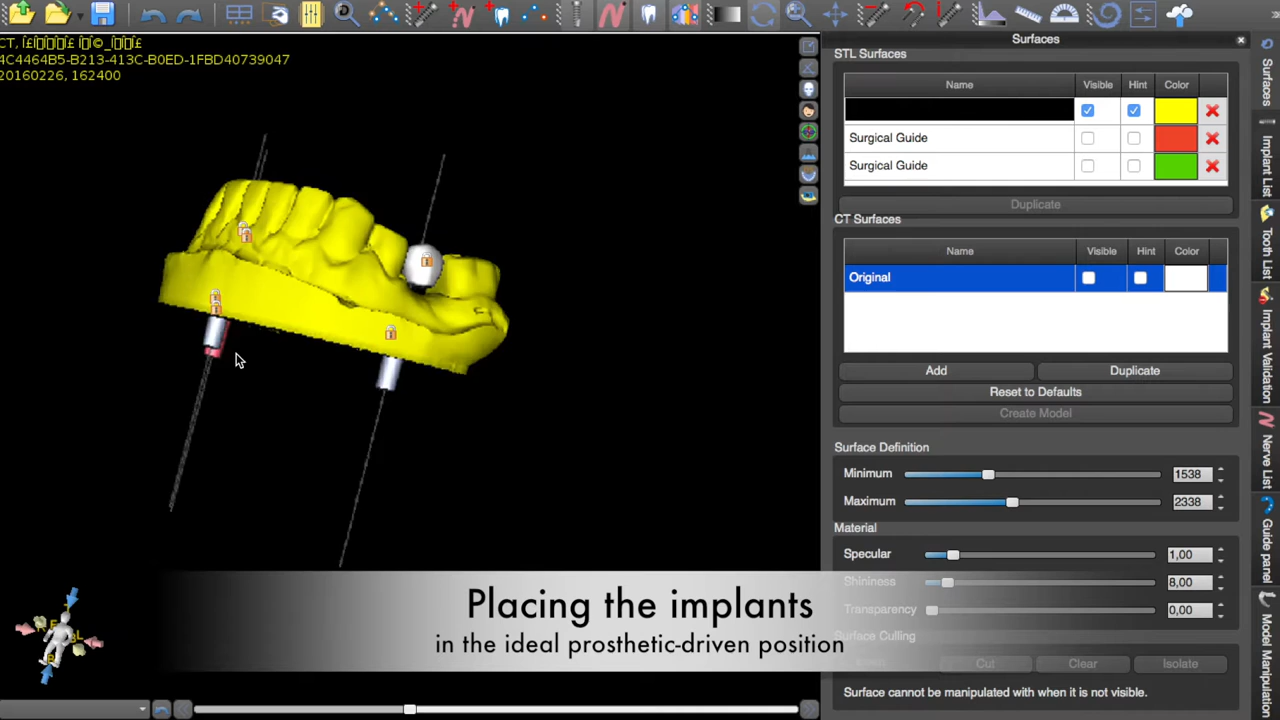 4C4464B5-B213-413C-B0ED-1FBD40739047
20160226, 162400
Placing the implants
in the ideal prosthetic-driven position
Surfaces
STL Surfaces
Name Visible Hint Color
Surgical Guide
Surgical Guide
Duplicate
CT Surfaces
Name Visible Hint Color
Original
Add Duplicate
Reset to Defaults
Create Model
Surface Definition
Minimum 1538
Maximum 2338
Material
Specular 1,00
Shininess 8,00
Transparency 0,00
Surface Culling
Cut Clear Isolate
Surface cannot be manipulated with when it is not visible.
Surfaces
Implant List
Tooth List
Implant Validation
Nerve List
Guide panel
Model Manipulation